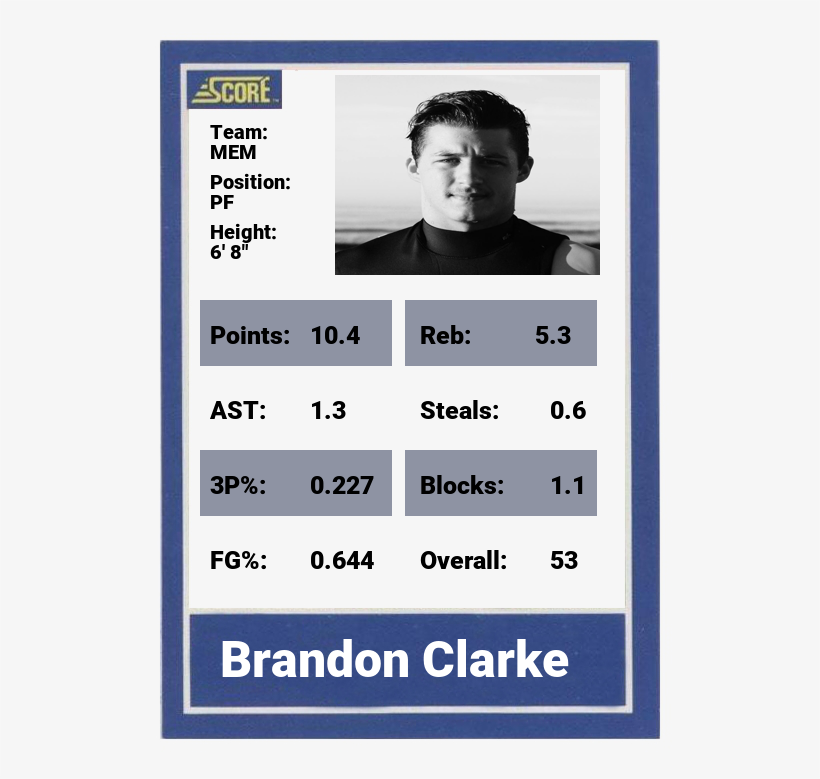 SCORE
Team:
MEM
Position:
PF
Height:
6' 8"
Points: 10.4 Reb: 5.3
AST: 1.3 Steals: 0.6
3P%: 0.227 Blocks: 1.1
FG%: 0.644 Overall: 53
Brandon Clarke